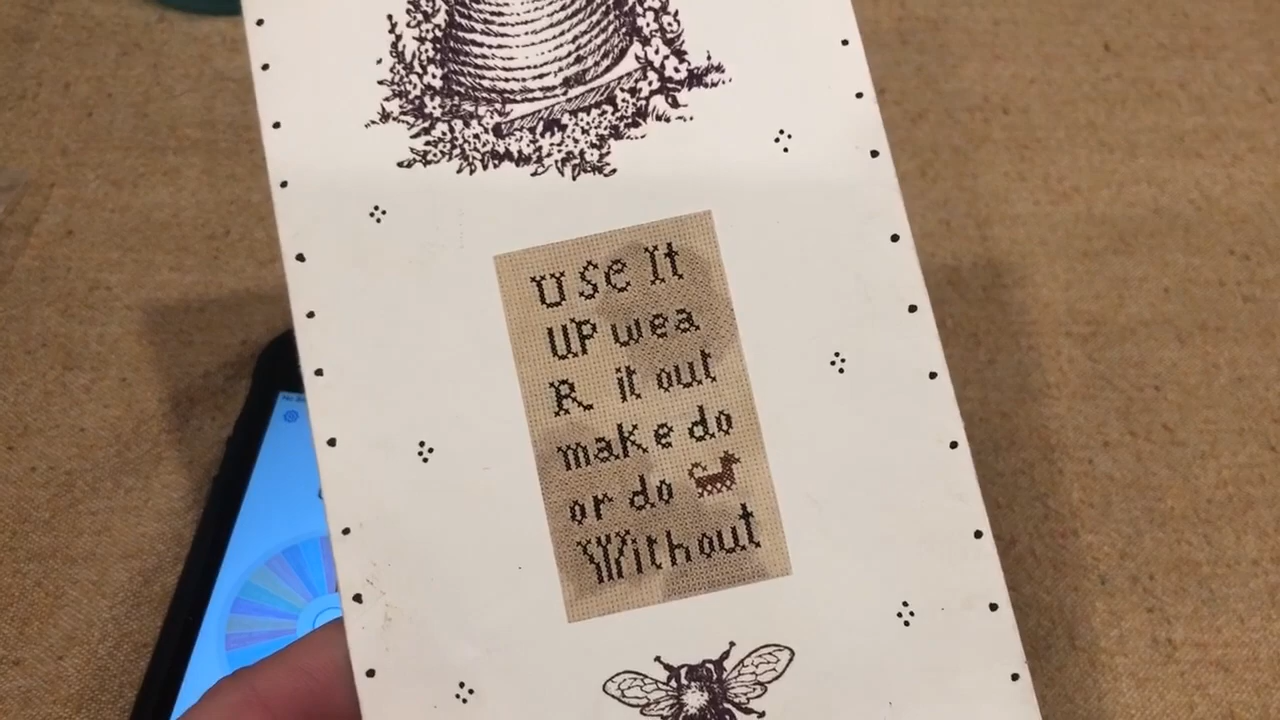 USe It
UP wea
R it out
make do
or do
Without